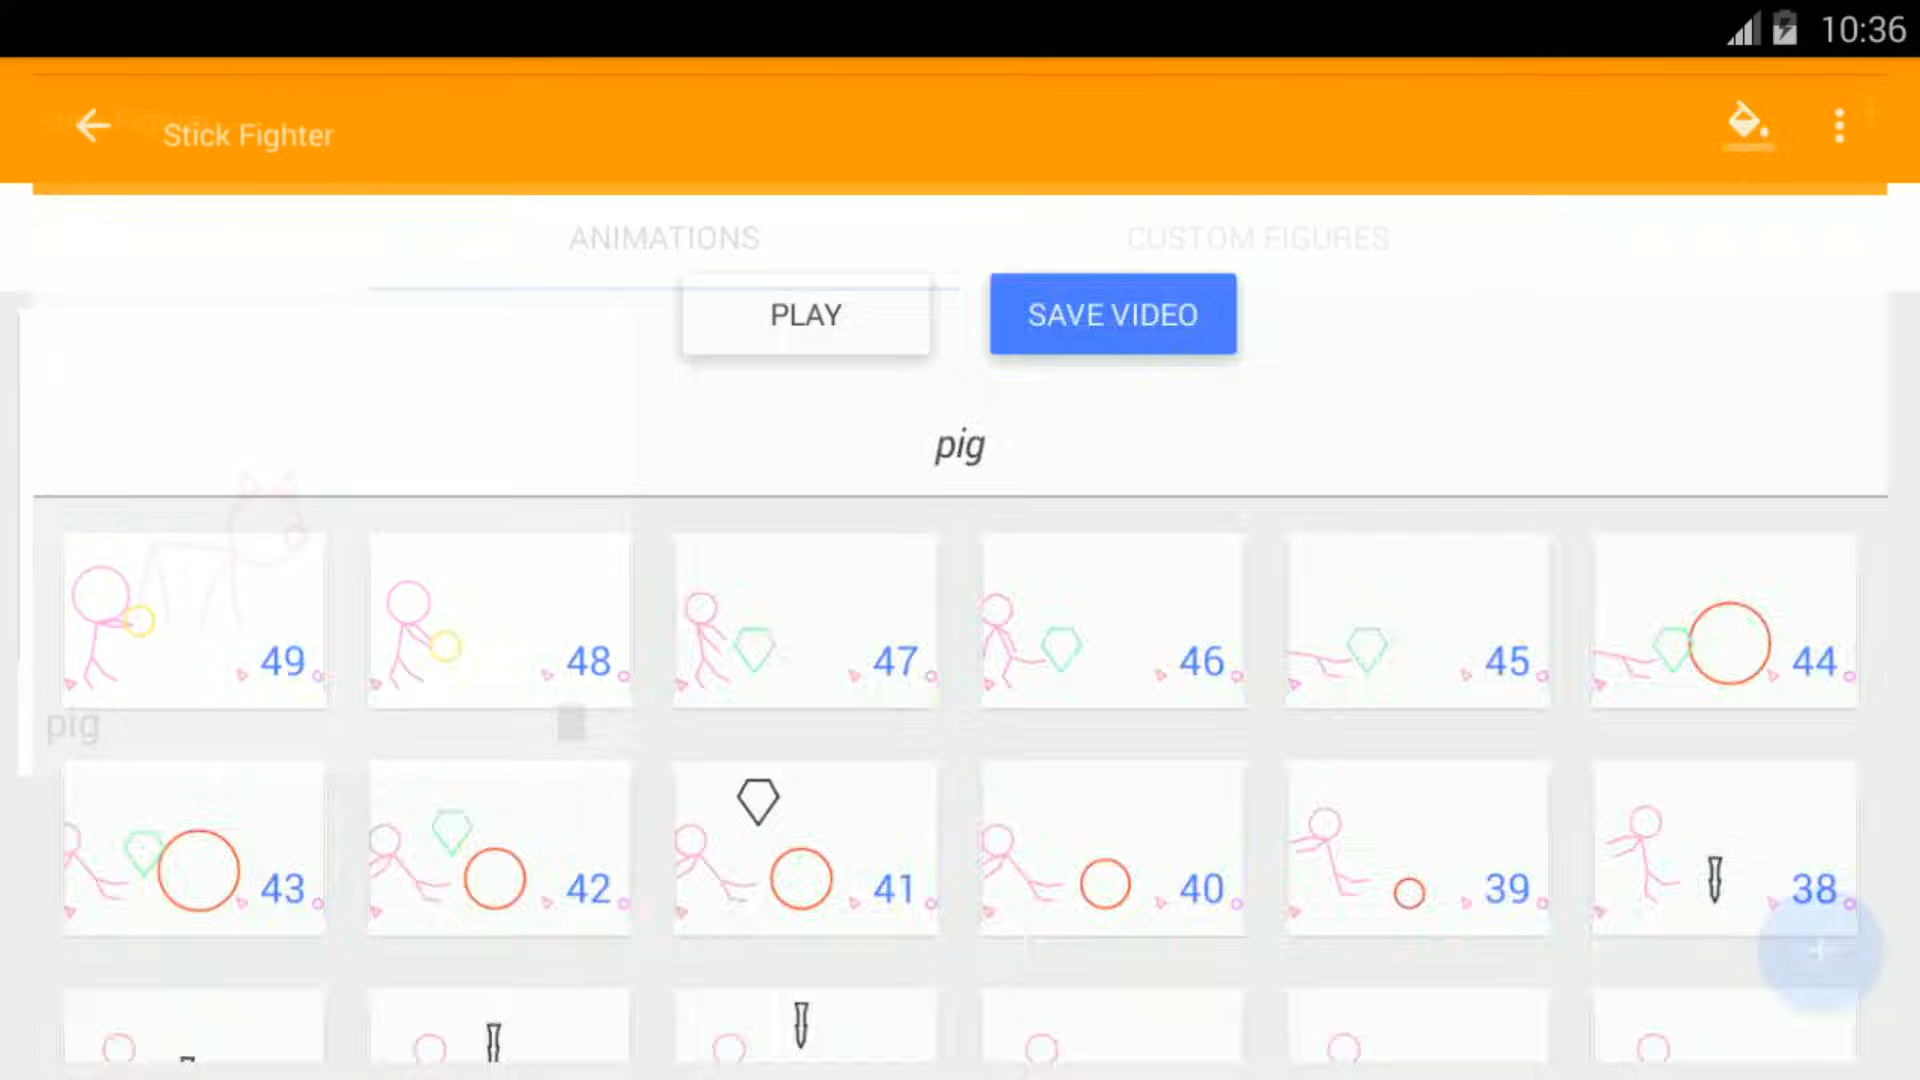 10:36
Stick Fighter
ANIMATIONS CUSTOM FIGURES
PLAY SAVE VIDEO
pig
49 48 47 46 45 44
pig
43 42 41 40 39 38